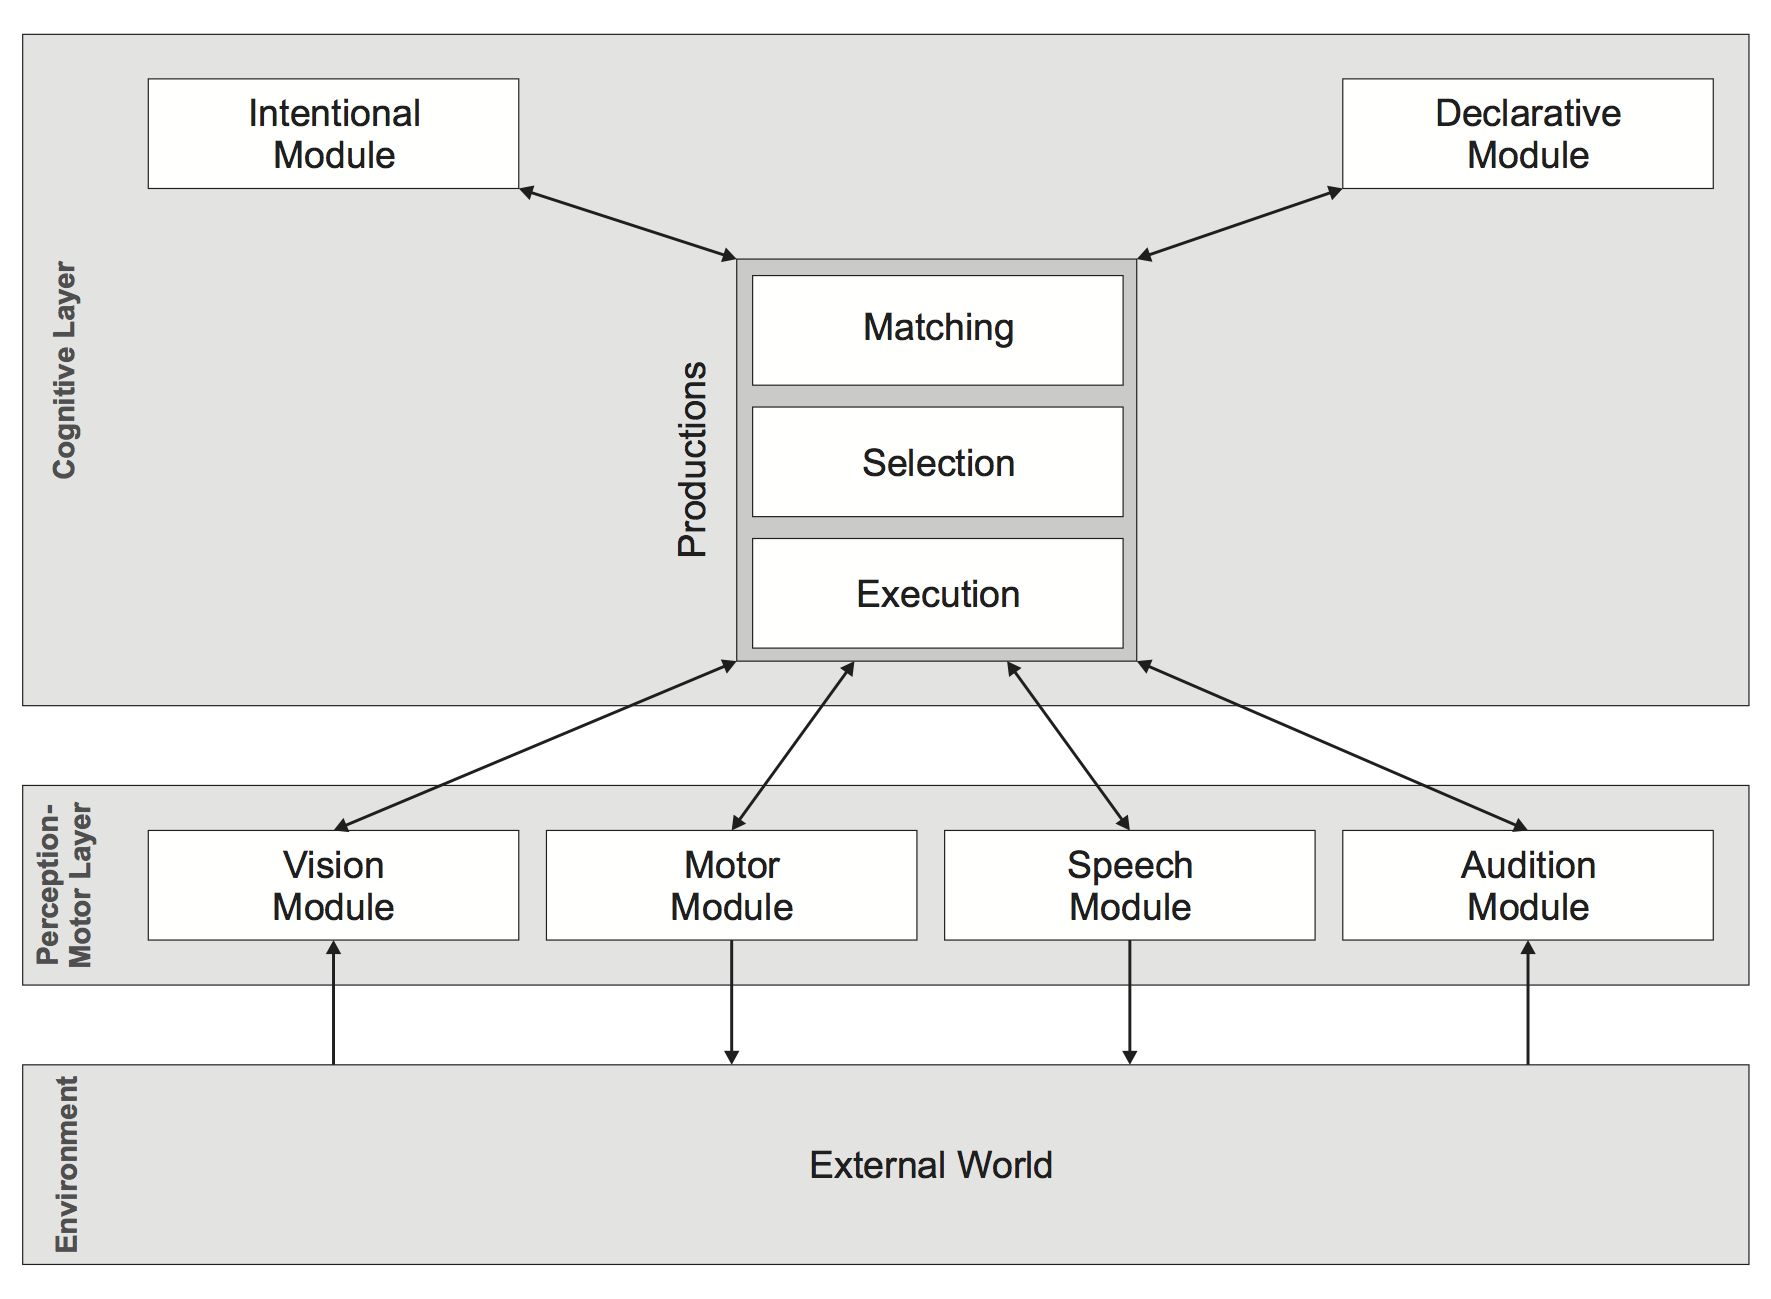 Cognitive Layer
Intentional
Module
Declarative
Module
Productions
Matching
Selection
Execution
Perception-
Motor Layer
Vision
Module
Motor
Module
Speech
Module
Audition
Module
Environment
External World